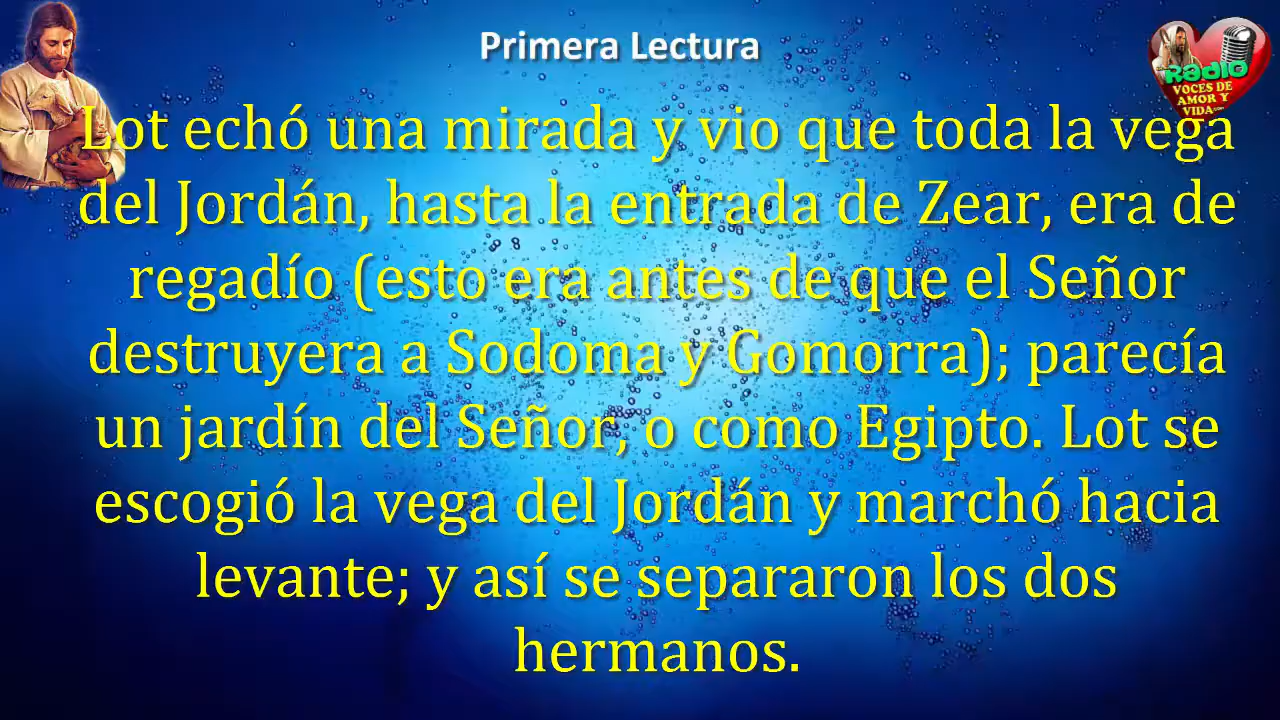 Primera Lectura
Radio
VOCES DE
AMOR Y
VIDA.com
Lot echó una mirada y vio que toda la vega
del Jordán, hasta la entrada de Zear, era de
regadío (esto era antes de que el Señor
destruyera a Sodoma y Gomorra); parecía
un jardín del Señor, o como Egipto. Lot se
escogió la vega del Jordán y marchó hacia
levante; y así se separaron los dos
hermanos.